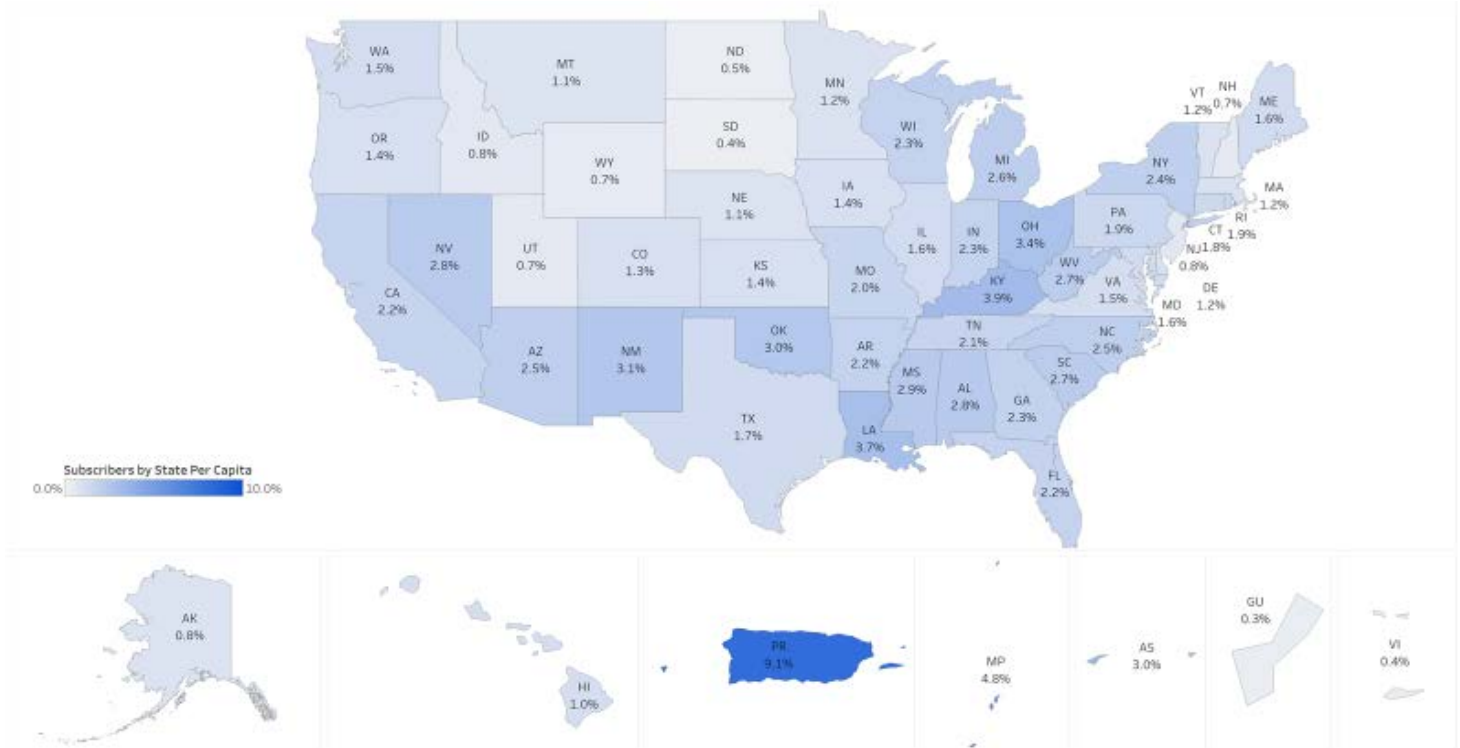 WA
1.5%
MT
1.1%
ND
0.5%
MN
1.2%
VT
1.2%
NH
0.7%
ME
1.6%
OR
1.4%
ID
0.8%
WY
0.7%
SD
0.4%
WI
2.3%
MI
2.6%
NY
2.4%
MA
1.2%
NE
1.1%
IA
1.4%
IL
1.6%
IN
2.3%
OH
3.4%
PA
1.9%
RI
1.9%
CT
1.8%
NJ
0.8%
NV
2.8%
UT
0.7%
CO
1.3%
KS
1.4%
MO
2.0%
KY
3.9%
WV
2.7%
VA
1.5%
DE
1.2%
MD
1.6%
CA
2.2%
AZ
2.5%
NM
3.1%
OK
3.0%
AR
2.2%
TN
2.1%
NC
2.5%
SC
2.7%
MS
2.9%
AL
2.8%
GA
2.3%
TX
1.7%
LA
3.7%
FL
2.2%
Subscribers by State Per Capita
0.0% 10.0%
AK
0.8%
HI
1.0%
PR
9.1%
MP
4.8%
AS
3.0%
GU
0.3%
VI
0.4%